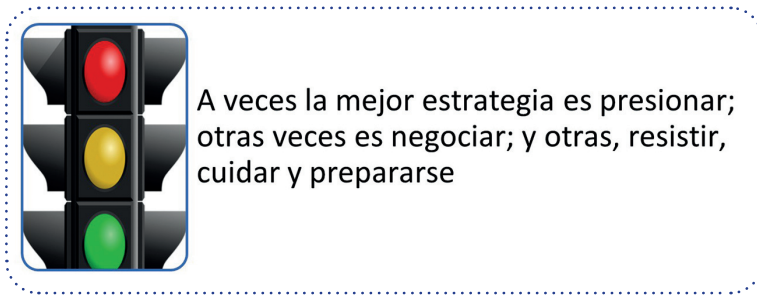 A veces la mejor estrategia es presionar;
otras veces es negociar; y otras, resistir,
cuidar y prepararse